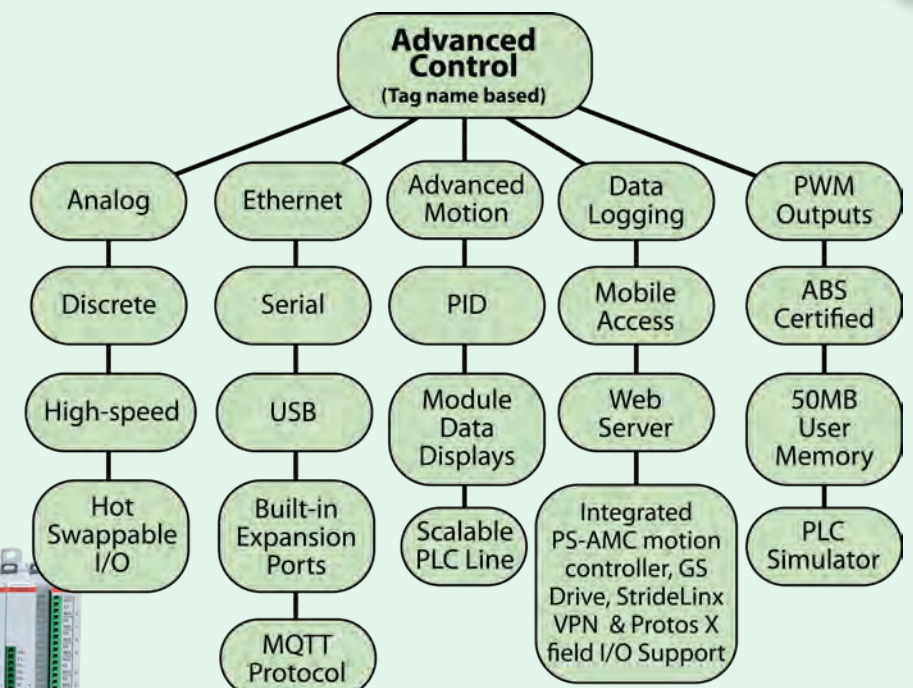 Advanced
Control
(Tag name based)
Analog
Ethernet
Advanced
Motion
Data
Logging
PWM
Outputs
Discrete
Serial
PID
Mobile
Access
ABS
Certified
High-speed
USB
Module
Data
Displays
Web
Server
50MB
User
Memory
Hot
Swappable
I/O
Built-in
Expansion
Ports
Scalable
PLC Line
Integrated
PS-AMC motion
controller, GS
Drive, StrideLinx
VPN & Protos X
field I/O Support
PLC
Simulator
MQTT
Protocol